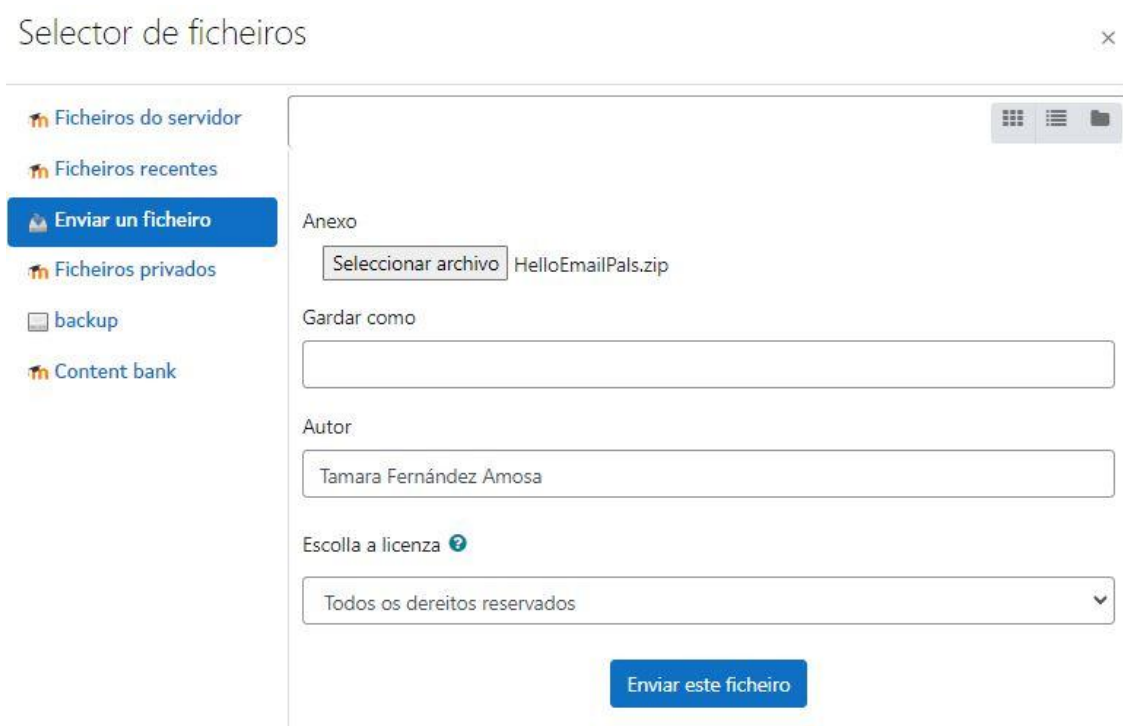 Selector de ficheiros
×
Ficheiros do servidor
Ficheiros recentes
Enviar un ficheiro
Ficheiros privados
backup
Content bank
Anexo
Seleccionar archivo HelloEmailPals.zip
Gardar como
Autor
Tamara Fernández Amosa
Escolla a licenza
Todos os dereitos reservados
Enviar este ficheiro